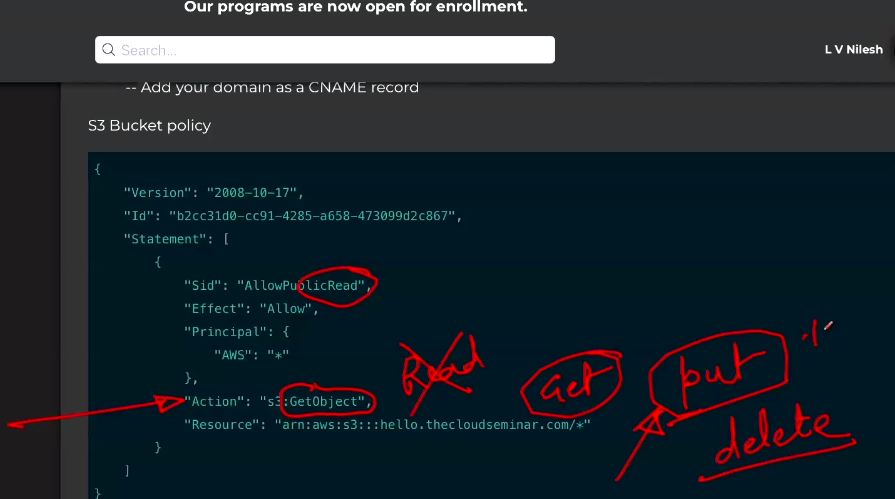 Our programs are now open for enrollment.
Search...
L V Nilesh
-- Add your domain as a CNAME record
S3 Bucket policy
{
"Version": "2008-10-17",
"Id": "b2cc31d0-cc91-4285-a658-473099d2c867",
"Statement": [
{
"Sid": "AllowPublicRead",
"Effect": "Allow",
"Principal": {
"AWS": "*"
},
"Action": "s3:GetObject",
"Resource": "arn:aws:s3:::hello.thecloudseminar.com/*"
}
]
}
Read
Get
put
delete